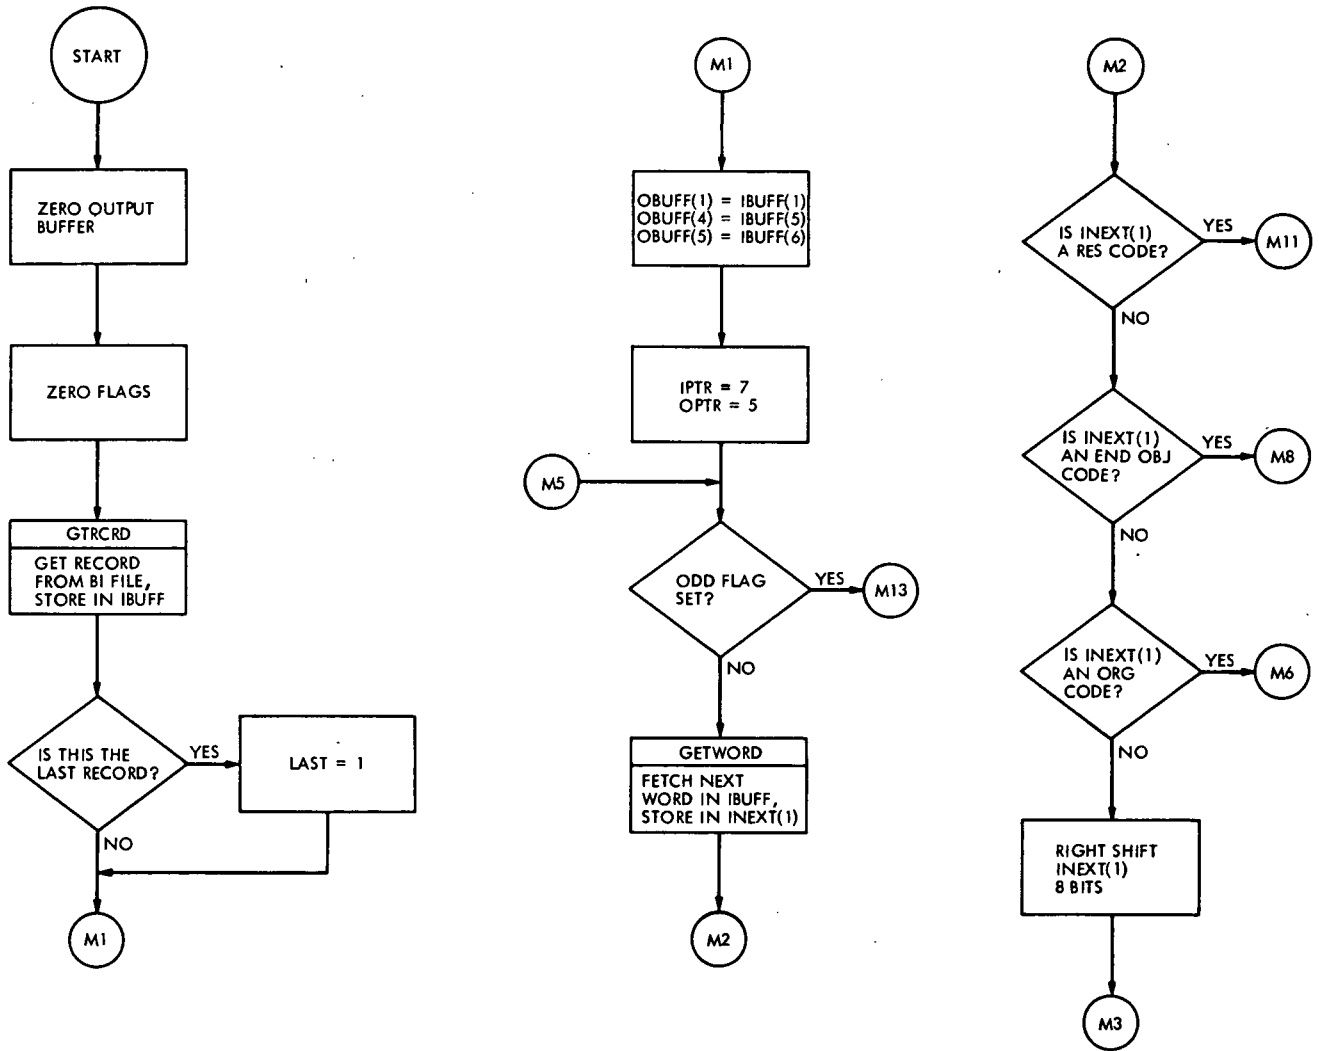 START
ZERO OUTPUT
BUFFER
ZERO FLAGS
GTRCRD
GET RECORD
FROM BI FILE,
STORE IN IBUFF
IS THIS THE
LAST RECORD?
YES
LAST = 1
NO
M1
M1
OBUFF(1) = IBUFF(1)
OBUFF(4) = IBUFF(5)
OBUFF(5) = IBUFF(6)
IPTR = 7
OPTR = 5
M5
ODD FLAG
SET?
YES
M13
NO
GETWORD
FETCH NEXT
WORD IN IBUFF,
STORE IN INEXT(1)
M2
M2
IS INEXT(1)
A RES CODE?
YES
M11
NO
IS INEXT(1)
AN END OBJ
CODE?
YES
M8
NO
IS INEXT(1)
AN ORG
CODE?
YES
M6
NO
RIGHT SHIFT
INEXT(1)
8 BITS
M3